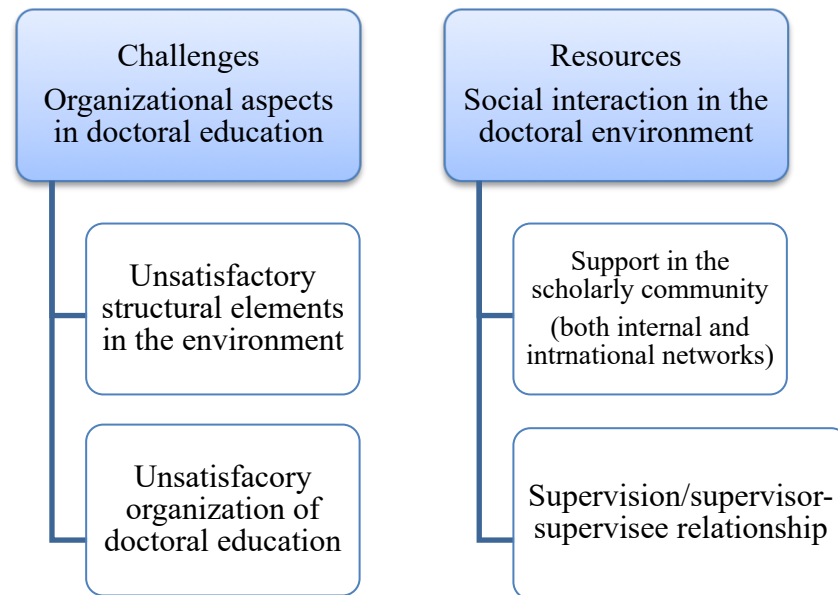 Challenges
Organizational aspects
in doctoral education
Unsatisfactory
structural elements
in the environment
Unsatisfacory
organization of
doctoral education
Resources
Social interaction in the
doctoral environment
Support in the
scholarly community
(both internal and
intrnational networks)
Supervision/supervisor-
supervisee relationship